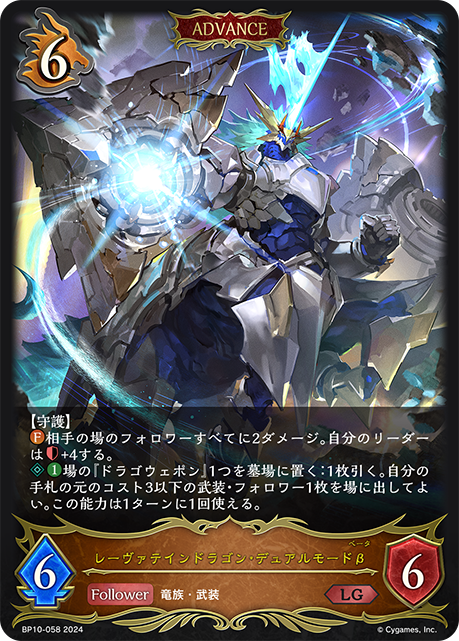 ADVANCE
6
【守護】
F 相手の場のフォロワーすべてに2ダメージ。自分のリーダー
は+4する。
1 場の『ドラゴウェポン』1つを墓場に置く:1枚引く。自分の
手札の元のコスト3以下の武装・フォロワー1枚を場に出してよ
い。この能力は1ターンに1回使える。
ベータ
レーヴァテインドラゴン・デュアルモードβ
6
Follower 竜族・武装
LG
6
BP10-058 2024
© Cygames, Inc.